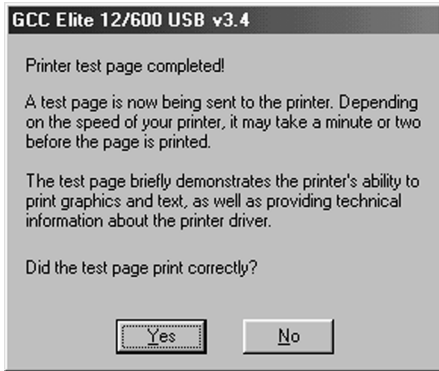 GCC Elite 12/600 USB v3.4
Printer test page completed!
A test page is now being sent to the printer. Depending
on the speed of your printer, it may take a minute or two
before the page is printed.
The test page briefly demonstrates the printer's ability to
print graphics and text, as well as providing technical
information about the printer driver.
Did the test page print correctly?
Yes No